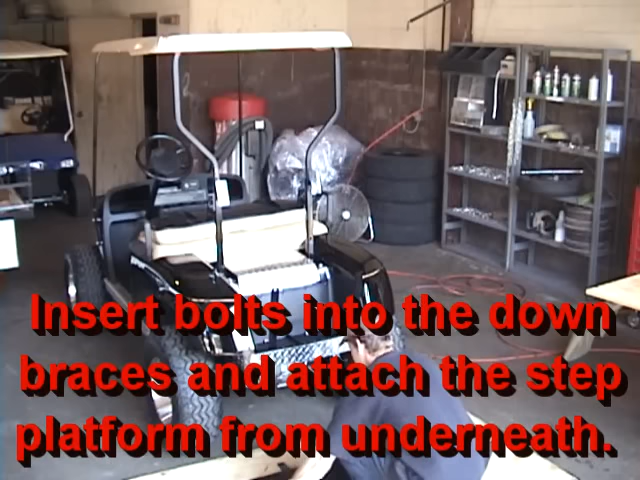 Insert bolts into the down
braces and attach the step
platform from underneath.